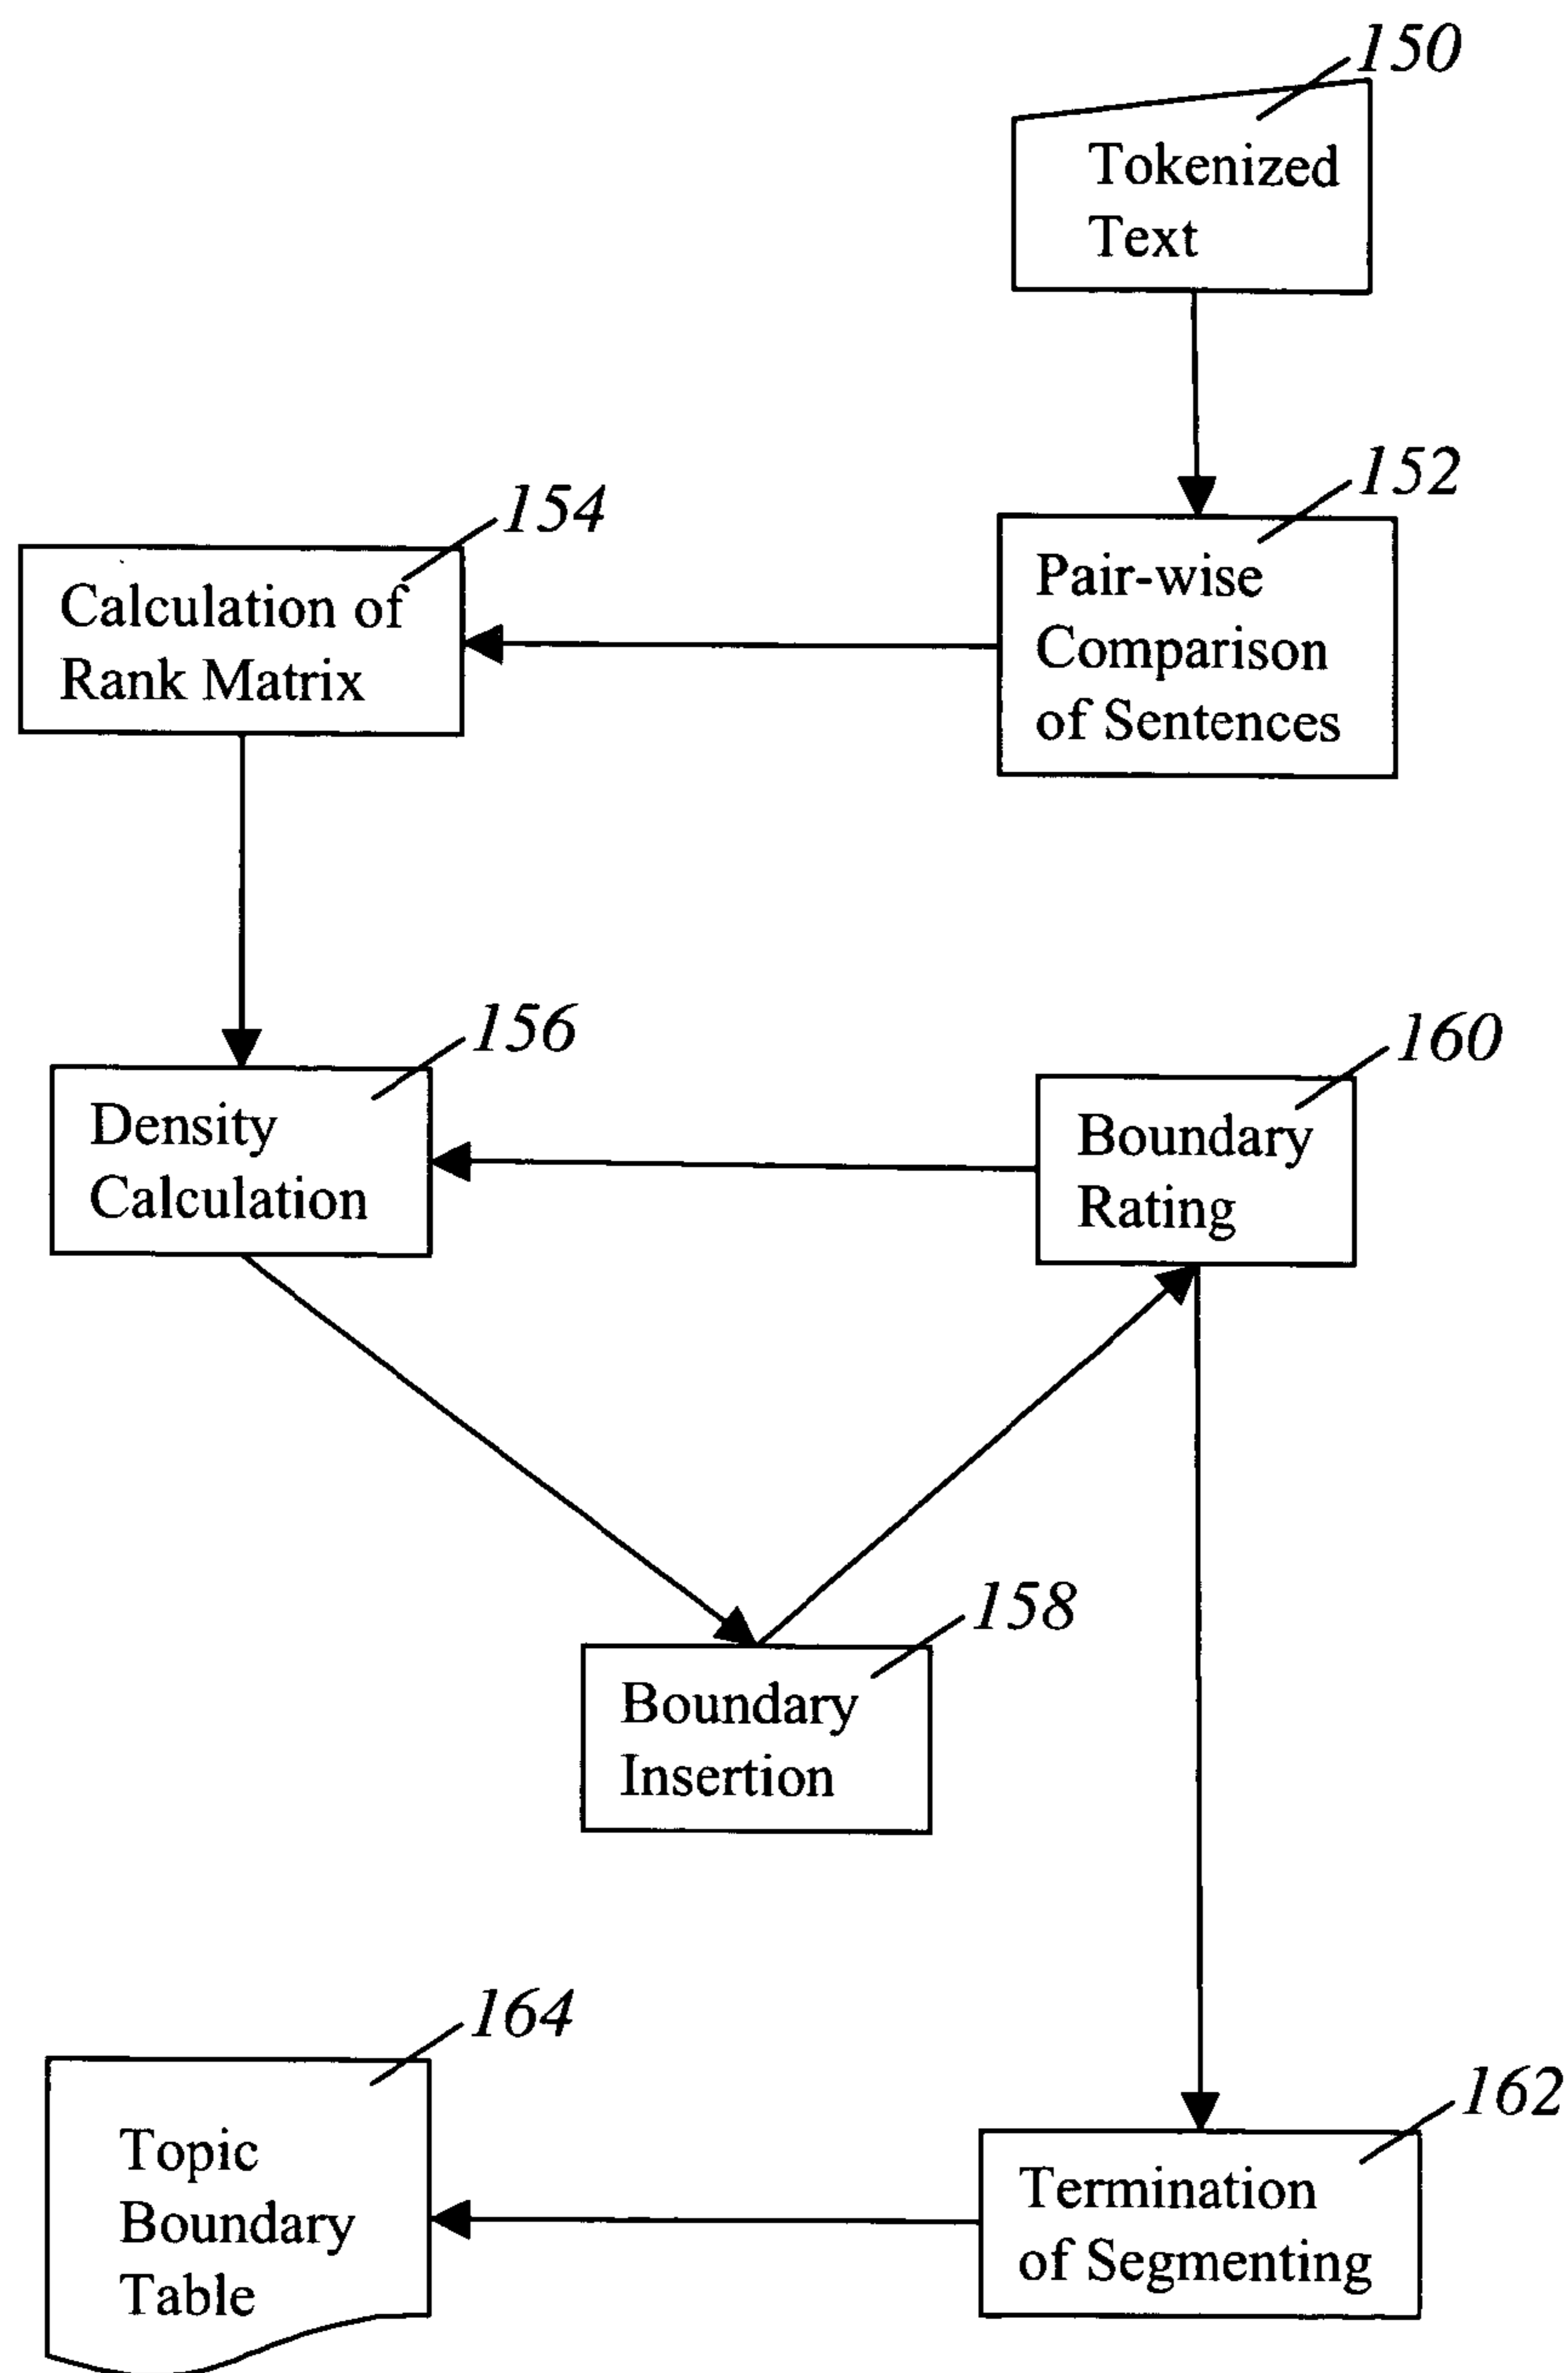 150
Tokenized
Text
152
Pair-wise
Comparison
of Sentences
154
Calculation of
Rank Matrix
156
Density
Calculation
160
Boundary
Rating
158
Boundary
Insertion
164
Topic
Boundary
Table
162
Termination
of Segmenting